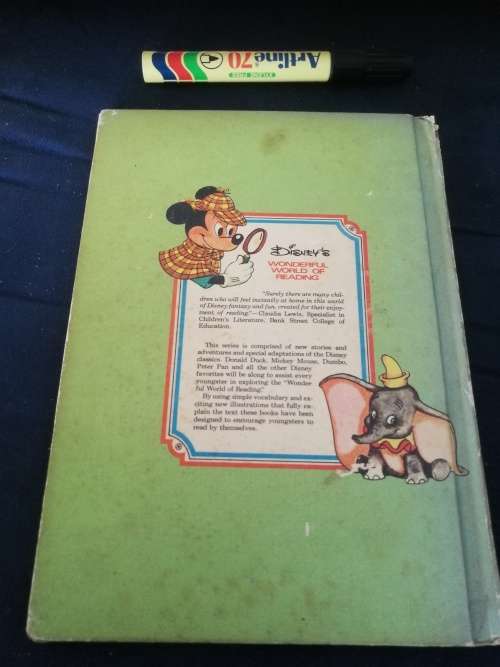 Artline 70
XYLENE FREE
DISNEY'S
WONDERFUL
WORLD OF
READING
"Surely there are many chil-
dren who will feel instantly at home in this world
of Disney fantasy and fun, created for their enjoy-
ment of reading."—Claudia Lewis, Specialist in
Children's Literature, Bank Street College of
Education.
This series is comprised of new stories and
adventures and special adaptations of the Disney
classics. Donald Duck, Mickey Mouse, Dumbo,
Peter Pan and all the other Disney
favorites will be along to assist every
youngster in exploring the "Wonder
ful World of Reading."
By using simple vocabulary and ex-
citing new illustrations that fully ex-
plain the text these books have been
designed to encourage youngsters to
read by themselves.